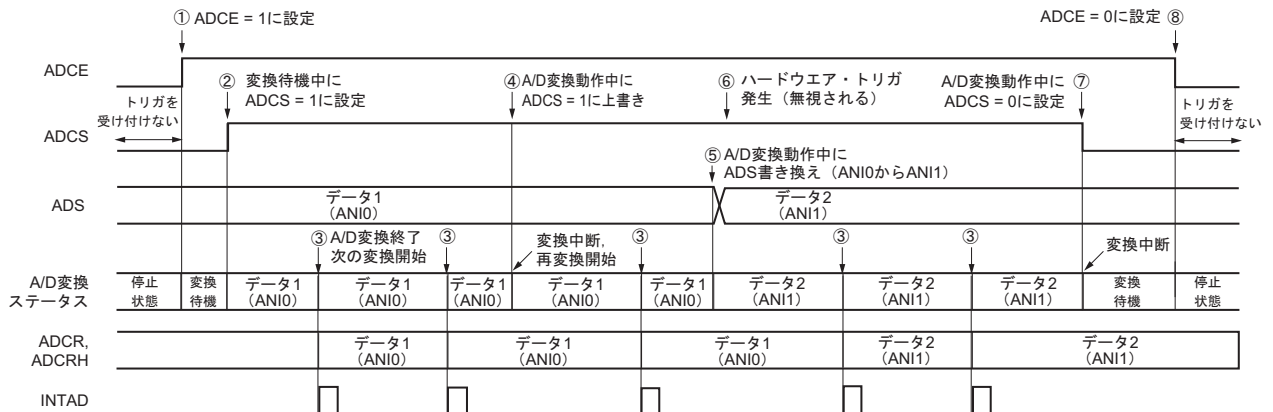 ① ADCE = 1に設定
ADCE = 0に設定 ⑧
ADCE
② 変換待機中に
ADCS = 1に設定
④ A/D変換動作中に
ADCS = 1に上書き
⑥ ハードウエア・トリガ
発生（無視される）
A/D変換動作中に ⑦
ADCS = 0に設定
トリガを
受け付けない
トリガを
受け付けない
ADCS
⑤ A/D変換動作中に
ADS書き換え（ANI0からANI1）
ADS
データ1
（ANI0）
データ2
（ANI1）
③ A/D変換終了
次の変換開始
③
変換中断,
再変換開始
③
③
③
変換中断
A/D変換
ステータス
停止
状態
変換
待機
データ1
（ANI0）
データ1
（ANI0）
データ1
（ANI0）
データ1
（ANI0）
データ1
（ANI0）
データ2
（ANI1）
データ2
（ANI1）
データ2
（ANI1）
変換
待機
停止
状態
ADCR,
ADCRH
データ1
（ANI0）
データ1
（ANI0）
データ1
（ANI0）
データ2
（ANI1）
データ2
（ANI1）
INTAD